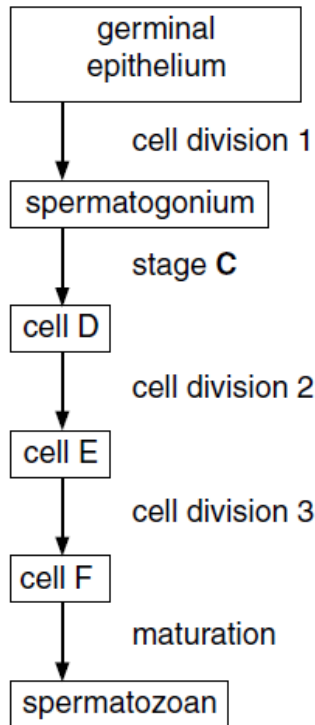 germinal
epithelium
cell division 1
spermatogonium
stage C
cell D
cell division 2
cell E
cell division 3
cell F
maturation
spermatozoan